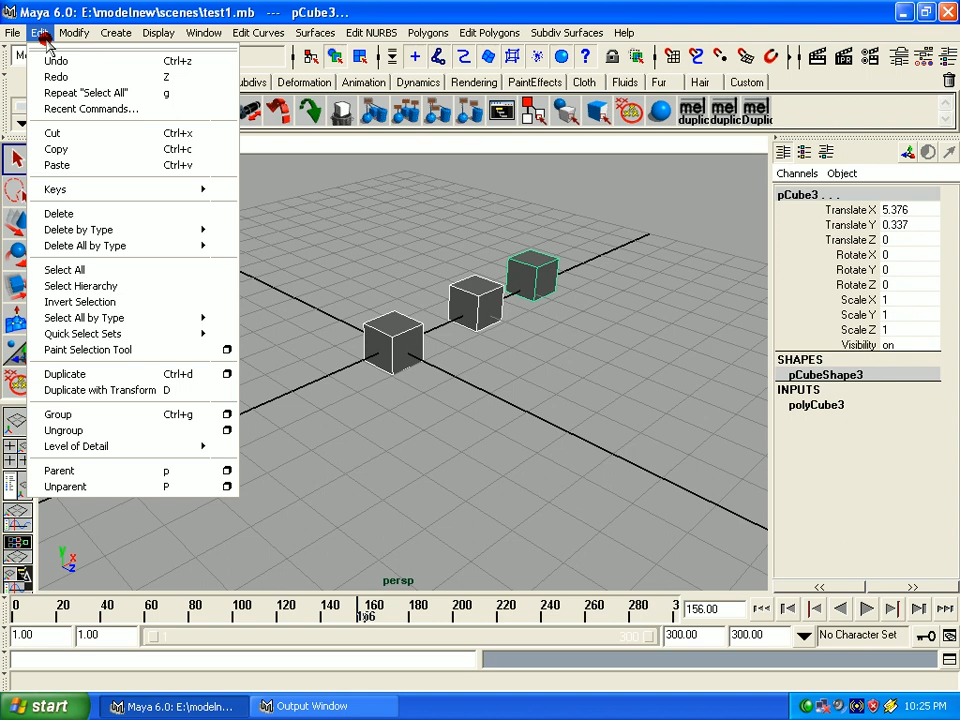 Maya 6.0: E:\modelnew\scenes\test1.mb --- pCube3...
File Edit Modify Create Display Window Edit Curves Surfaces Edit NURBS Polygons Edit Polygons Subdiv Surfaces Help
Undo Ctrl+z
Redo Z
Repeat "Select All" g
Recent Commands...
Cut Ctrl+x
Copy Ctrl+c
Paste Ctrl+v
Keys
Delete
Delete by Type
Delete All by Type
Select All
Select Hierarchy
Invert Selection
Select All by Type
Quick Select Sets
Paint Selection Tool
Duplicate Ctrl+d
Duplicate with Transform D
Group Ctrl+g
Ungroup
Level of Detail
Parent p
Unparent P
Deformation Animation Dynamics Rendering PaintEffects Cloth Fluids Fur Hair Custom
mel mel mel
duplic duplic Duplic
Channels Object
pCube3 . . .
Translate X 5.376
Translate Y 0.337
Translate Z 0
Rotate X 0
Rotate Y 0
Rotate Z 0
Scale X 1
Scale Y 1
Scale Z 1
Visibility on
SHAPES
pCubeShape3
INPUTS
polyCube3
y x z
persp
<< >>
0 20 40 60 80 100 120 140 160 180 200 220 240 260 280 3
156.00
1.00 1.00 1 300 300.00 300.00 No Character Set
start Maya 6.0: E:\modeln... Output Window 10:25 PM